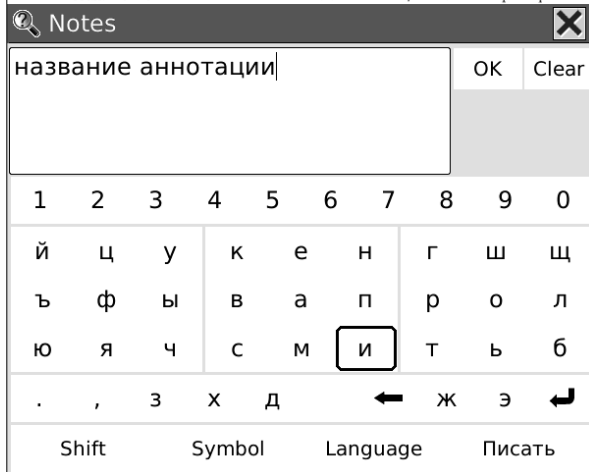 Notes
название аннотации
OK Clear
1 2 3 4 5 6 7 8 9 0
й ц у к е н г ш щ
ъ ф ы в а п р о л
ю я ч с м и т ь б
. , з х д ж э
Shift Symbol Language Писать